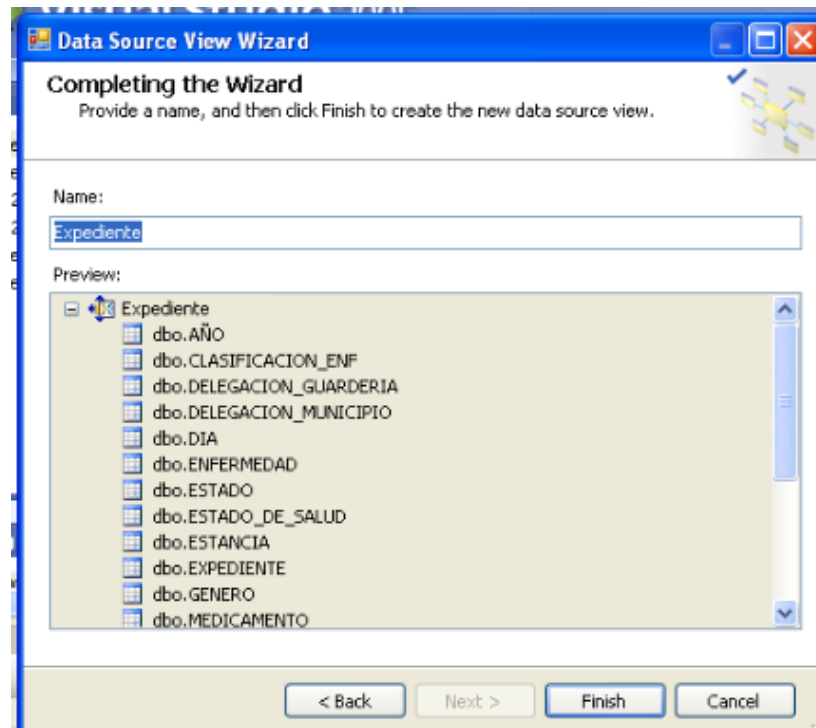 Data Source View Wizard
Completing the Wizard
Provide a name, and then click Finish to create the new data source view.
Name:
Expediente
Preview:
Expediente
dbo.AÑO
dbo.CLASIFICACION_ENF
dbo.DELEGACION_GUARDERIA
dbo.DELEGACION_MUNICIPIO
dbo.DIA
dbo.ENFERMEDAD
dbo.ESTADO
dbo.ESTADO_DE_SALUD
dbo.ESTANCIA
dbo.EXPEDIENTE
dbo.GENERO
dbo.MEDICAMENTO
< Back Next > Finish Cancel